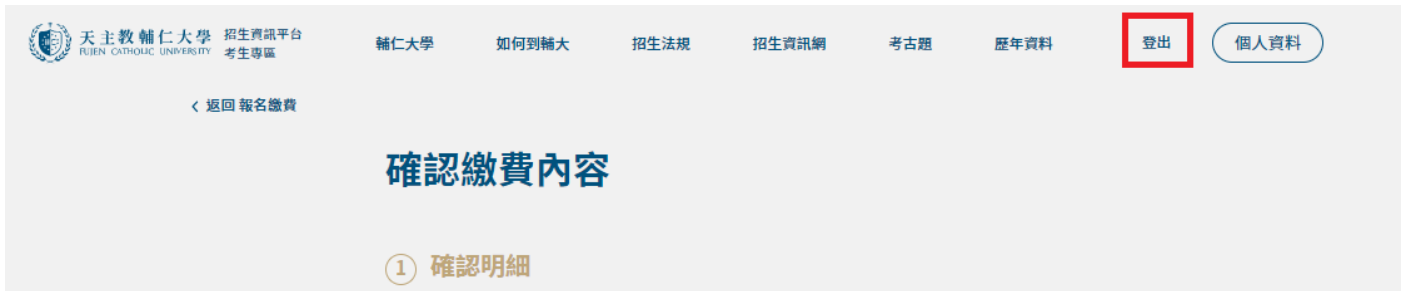 天主教輔仁大學 招生資訊平台
FUJEN CATHOLIC UNIVERSITY 考生專區
輔仁大學 如何到輔大 招生法規 招生資訊網 考古題 歷年資料 登出 個人資料
< 返回 報名繳費
確認繳費內容
1 確認明細